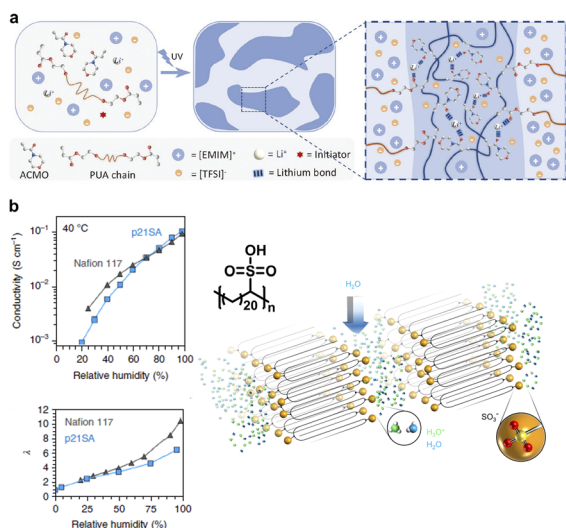 a
UV
ACMO
PUA chain
= [EMIM]⁺
= [TFSI]⁻
= Li⁺
= Lithium bond
= Initiator
b
40 °C
p21SA
Nafion 117
Conductivity (S cm⁻¹)
10⁻¹
10⁻²
10⁻³
0 20 40 60 80 100
Relative humidity (%)
Nafion 117
p21SA
λ
12
10
8
6
4
2
0
0 25 50 75 100
Relative humidity (%)
OH
O=S=O
20
n
H₂O
H₃O⁺
H₂O
SO₃⁻